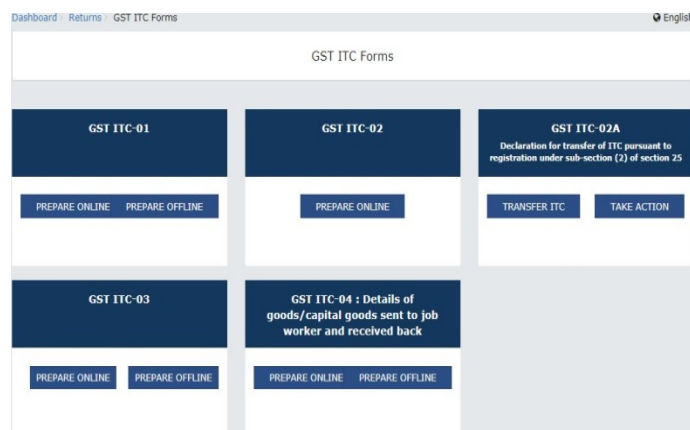 Dashboard › Returns › GST ITC Forms
English
GST ITC Forms
GST ITC-01
PREPARE ONLINE PREPARE OFFLINE
GST ITC-02
PREPARE ONLINE
GST ITC-02A
Declaration for transfer of ITC pursuant to
registration under sub-section (2) of section 25
TRANSFER ITC TAKE ACTION
GST ITC-03
PREPARE ONLINE PREPARE OFFLINE
GST ITC-04 : Details of
goods/capital goods sent to job
worker and received back
PREPARE ONLINE PREPARE OFFLINE